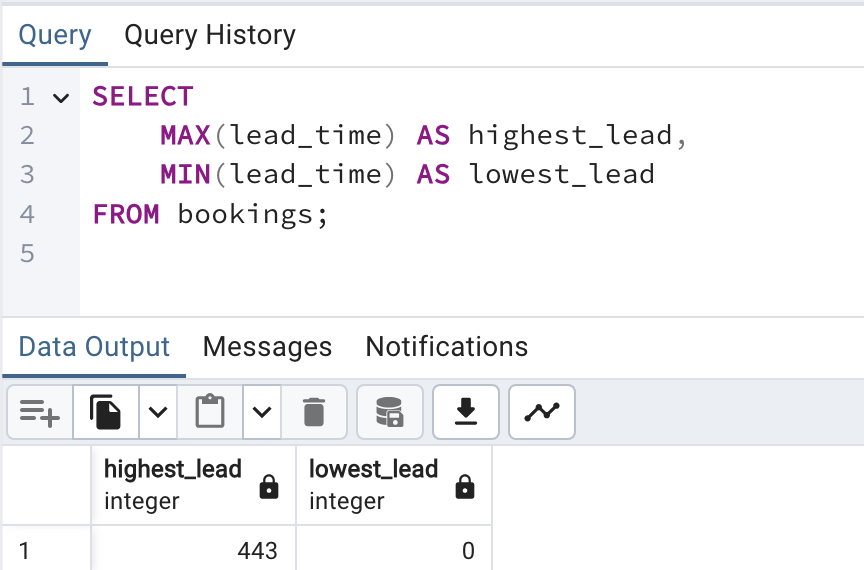 Query Query History
1 SELECT
2 MAX(lead_time) AS highest_lead,
3 MIN(lead_time) AS lowest_lead
4 FROM bookings;
5
Data Output Messages Notifications
highest_lead lowest_lead
integer integer
1 443 0